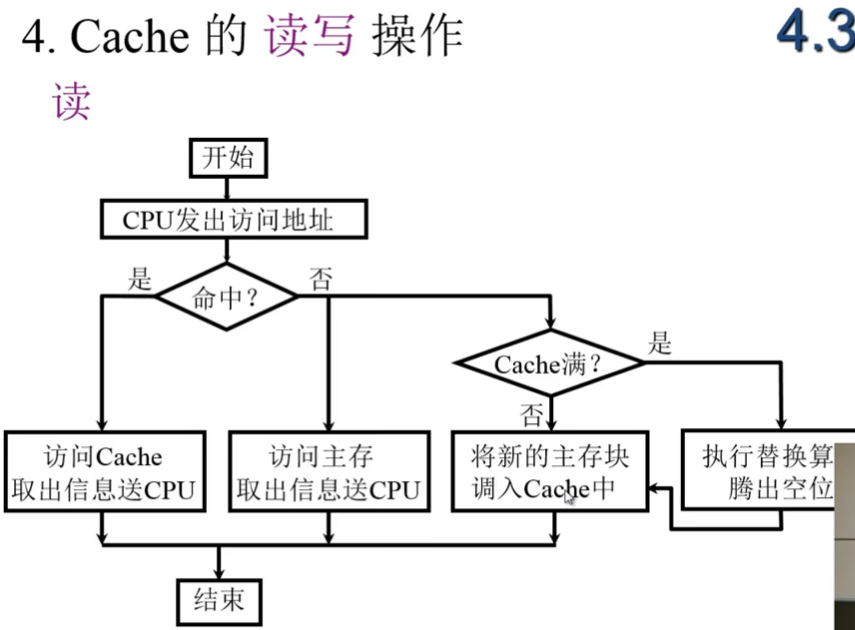 4. Cache 的 读写 操作
4.3
读
开始
CPU发出访问地址
是
命中?
否
Cache满?
是
否
访问Cache
取出信息送CPU
访问主存
取出信息送CPU
将新的主存块
调入Cache中
执行替换算
腾出空位
结束